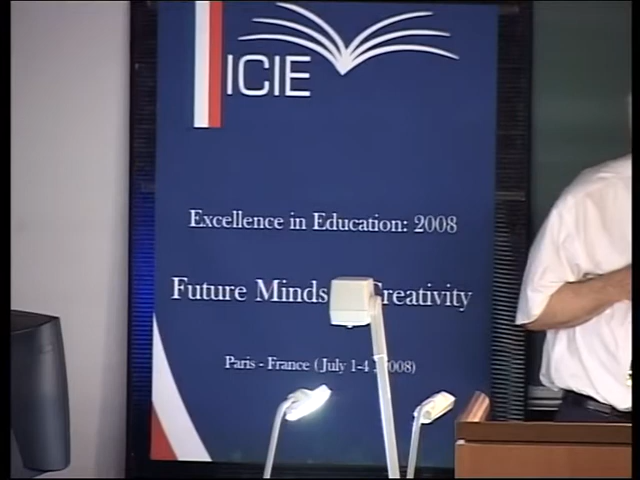 ICIE
Excellence in Education: 2008
Future Minds Creativity
Paris - France (July 1-4